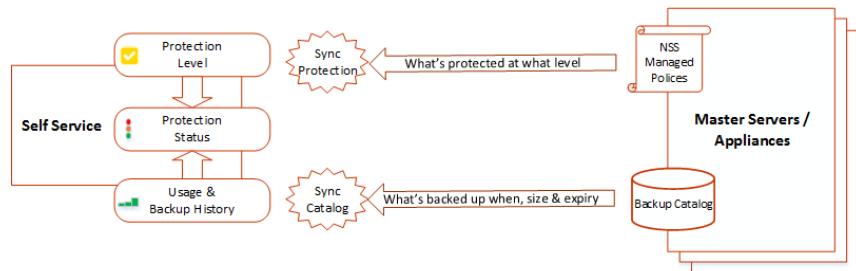 Protection
Level
Sync
Protection
What's protected at what level
NSS
Managed
Polices
Self Service
Protection
Status
Master Servers /
Appliances
Usage &
Backup History
Sync
Catalog
What's backed up when, size & expiry
Backup Catalog